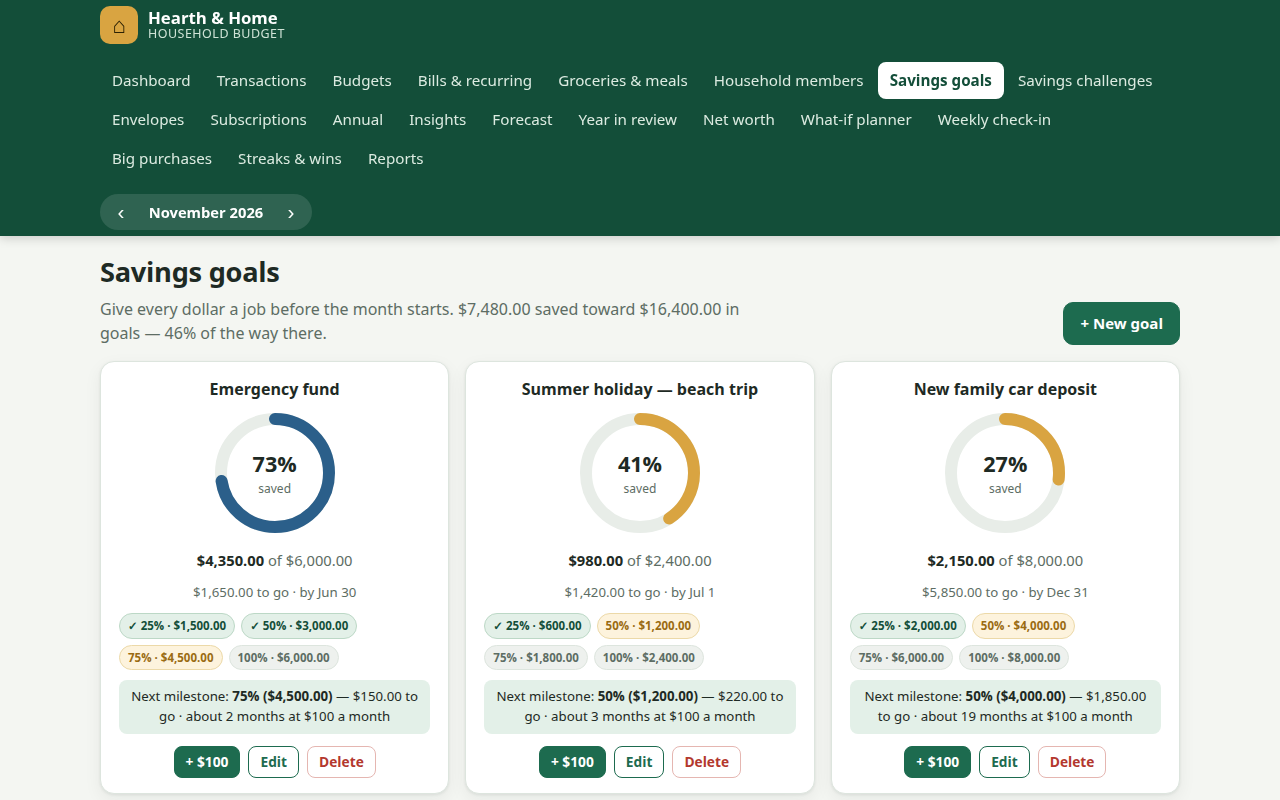 Hearth & Home
HOUSEHOLD BUDGET
Dashboard Transactions Budgets Bills & recurring Groceries & meals Household members Savings goals Savings challenges
Envelopes Subscriptions Annual Insights Forecast Year in review Net worth What-if planner Weekly check-in
Big purchases Streaks & wins Reports
‹ November 2026 ›
Savings goals
Give every dollar a job before the month starts. $7,480.00 saved toward $16,400.00 in
goals — 46% of the way there.
+ New goal
Emergency fund
73%
saved
$4,350.00 of $6,000.00
$1,650.00 to go · by Jun 30
✓ 25% · $1,500.00 ✓ 50% · $3,000.00
75% · $4,500.00 100% · $6,000.00
Next milestone: 75% ($4,500.00) — $150.00 to
go · about 2 months at $100 a month
+ $100 Edit Delete
Summer holiday — beach trip
41%
saved
$980.00 of $2,400.00
$1,420.00 to go · by Jul 1
✓ 25% · $600.00 50% · $1,200.00
75% · $1,800.00 100% · $2,400.00
Next milestone: 50% ($1,200.00) — $220.00 to
go · about 3 months at $100 a month
+ $100 Edit Delete
New family car deposit
27%
saved
$2,150.00 of $8,000.00
$5,850.00 to go · by Dec 31
✓ 25% · $2,000.00 50% · $4,000.00
75% · $6,000.00 100% · $8,000.00
Next milestone: 50% ($4,000.00) — $1,850.00
to go · about 19 months at $100 a month
+ $100 Edit Delete